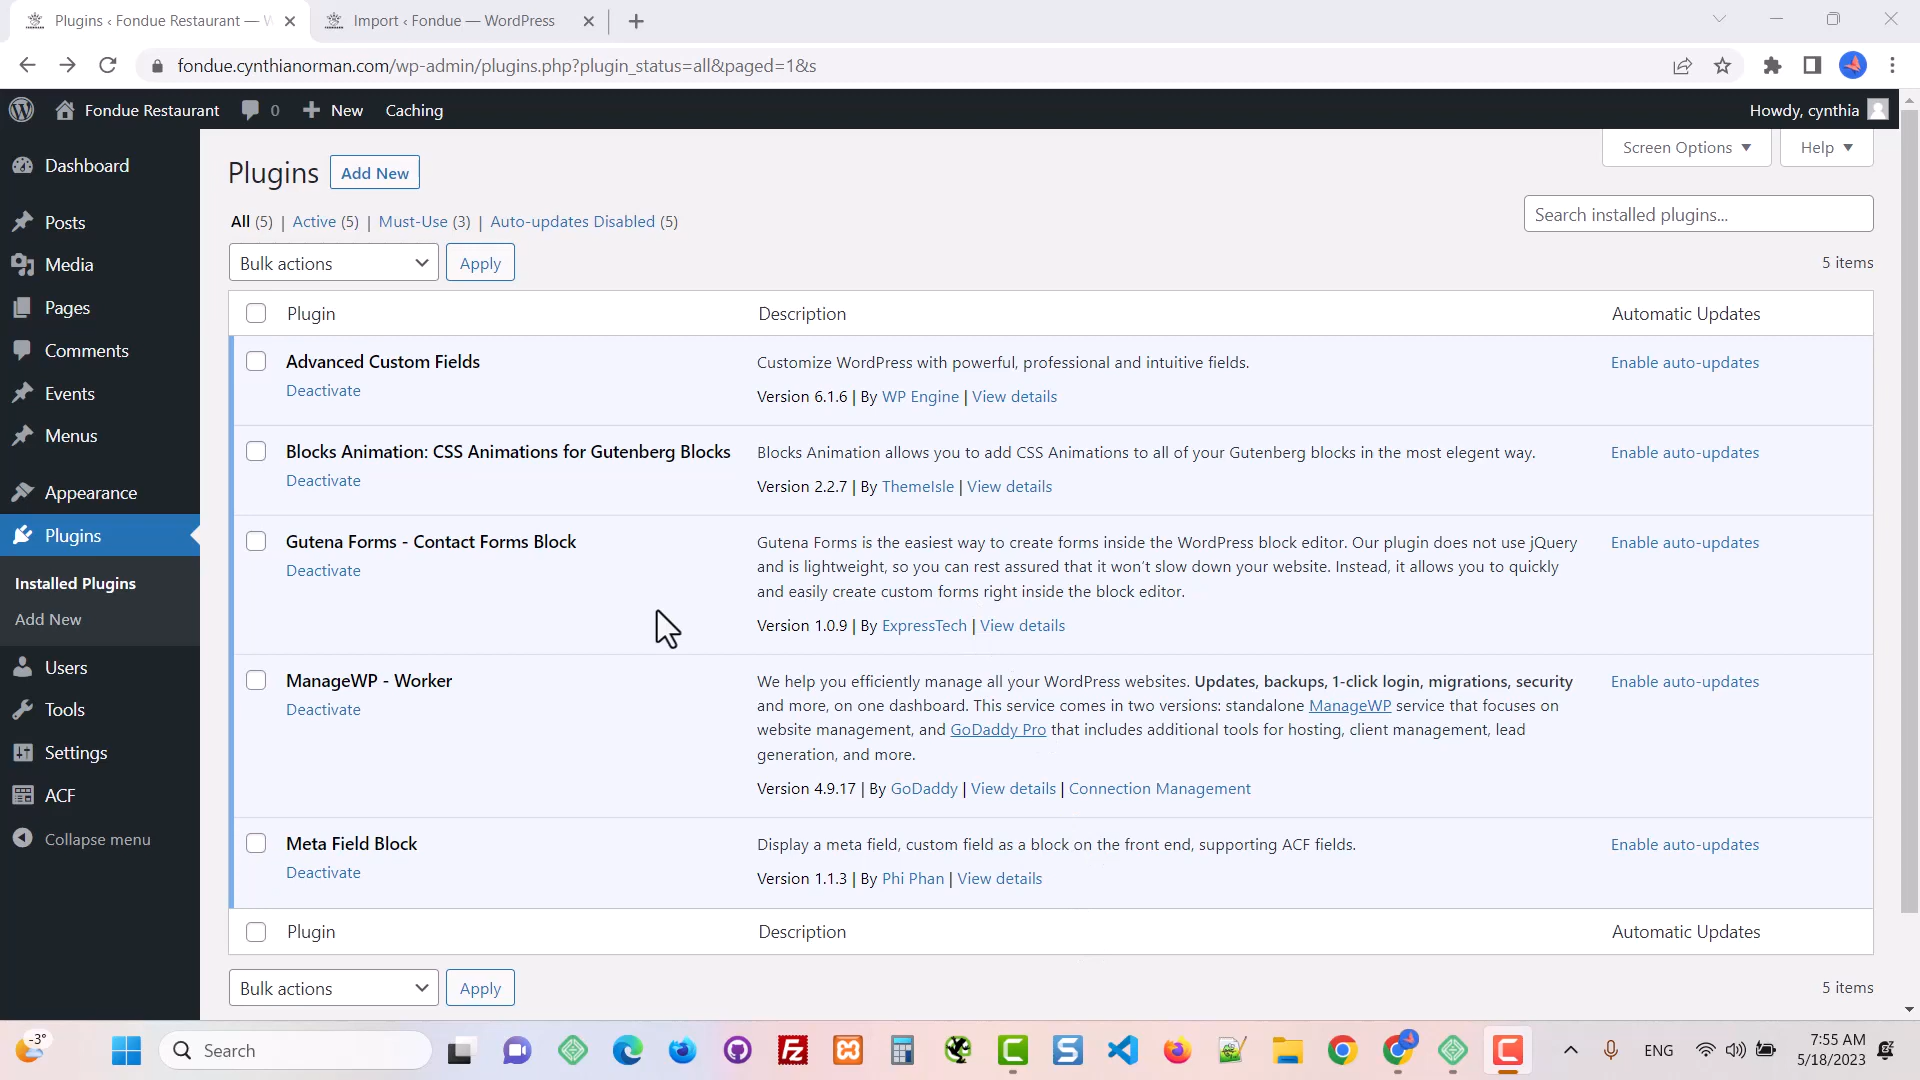 Plugins ‹ Fondue Restaurant — W
Import ‹ Fondue — WordPress
fondue.cynthianorman.com/wp-admin/plugins.php?plugin_status=all&paged=1&s
Fondue Restaurant 0 New Caching Howdy, cynthia
Screen Options Help
Plugins Add New
All (5) | Active (5) | Must-Use (3) | Auto-updates Disabled (5)
Search installed plugins...
Bulk actions Apply 5 items
Dashboard
Posts
Media
Pages
Comments
Events
Menus
Appearance
Plugins
Installed Plugins
Add New
Users
Tools
Settings
ACF
Collapse menu
Plugin Description Automatic Updates
Advanced Custom Fields
Deactivate
Customize WordPress with powerful, professional and intuitive fields.
Version 6.1.6 | By WP Engine | View details
Enable auto-updates
Blocks Animation: CSS Animations for Gutenberg Blocks
Deactivate
Blocks Animation allows you to add CSS Animations to all of your Gutenberg blocks in the most elegent way.
Version 2.2.7 | By ThemeIsle | View details
Enable auto-updates
Gutena Forms - Contact Forms Block
Deactivate
Gutena Forms is the easiest way to create forms inside the WordPress block editor. Our plugin does not use jQuery
and is lightweight, so you can rest assured that it won't slow down your website. Instead, it allows you to quickly
and easily create custom forms right inside the block editor.
Version 1.0.9 | By ExpressTech | View details
Enable auto-updates
ManageWP - Worker
Deactivate
We help you efficiently manage all your WordPress websites. Updates, backups, 1-click login, migrations, security
and more, on one dashboard. This service comes in two versions: standalone ManageWP service that focuses on
website management, and GoDaddy Pro that includes additional tools for hosting, client management, lead
generation, and more.
Version 4.9.17 | By GoDaddy | View details | Connection Management
Enable auto-updates
Meta Field Block
Deactivate
Display a meta field, custom field as a block on the front end, supporting ACF fields.
Version 1.1.3 | By Phi Phan | View details
Enable auto-updates
Plugin Description Automatic Updates
Bulk actions Apply 5 items
-3°
Search
ENG
7:55 AM
5/18/2023